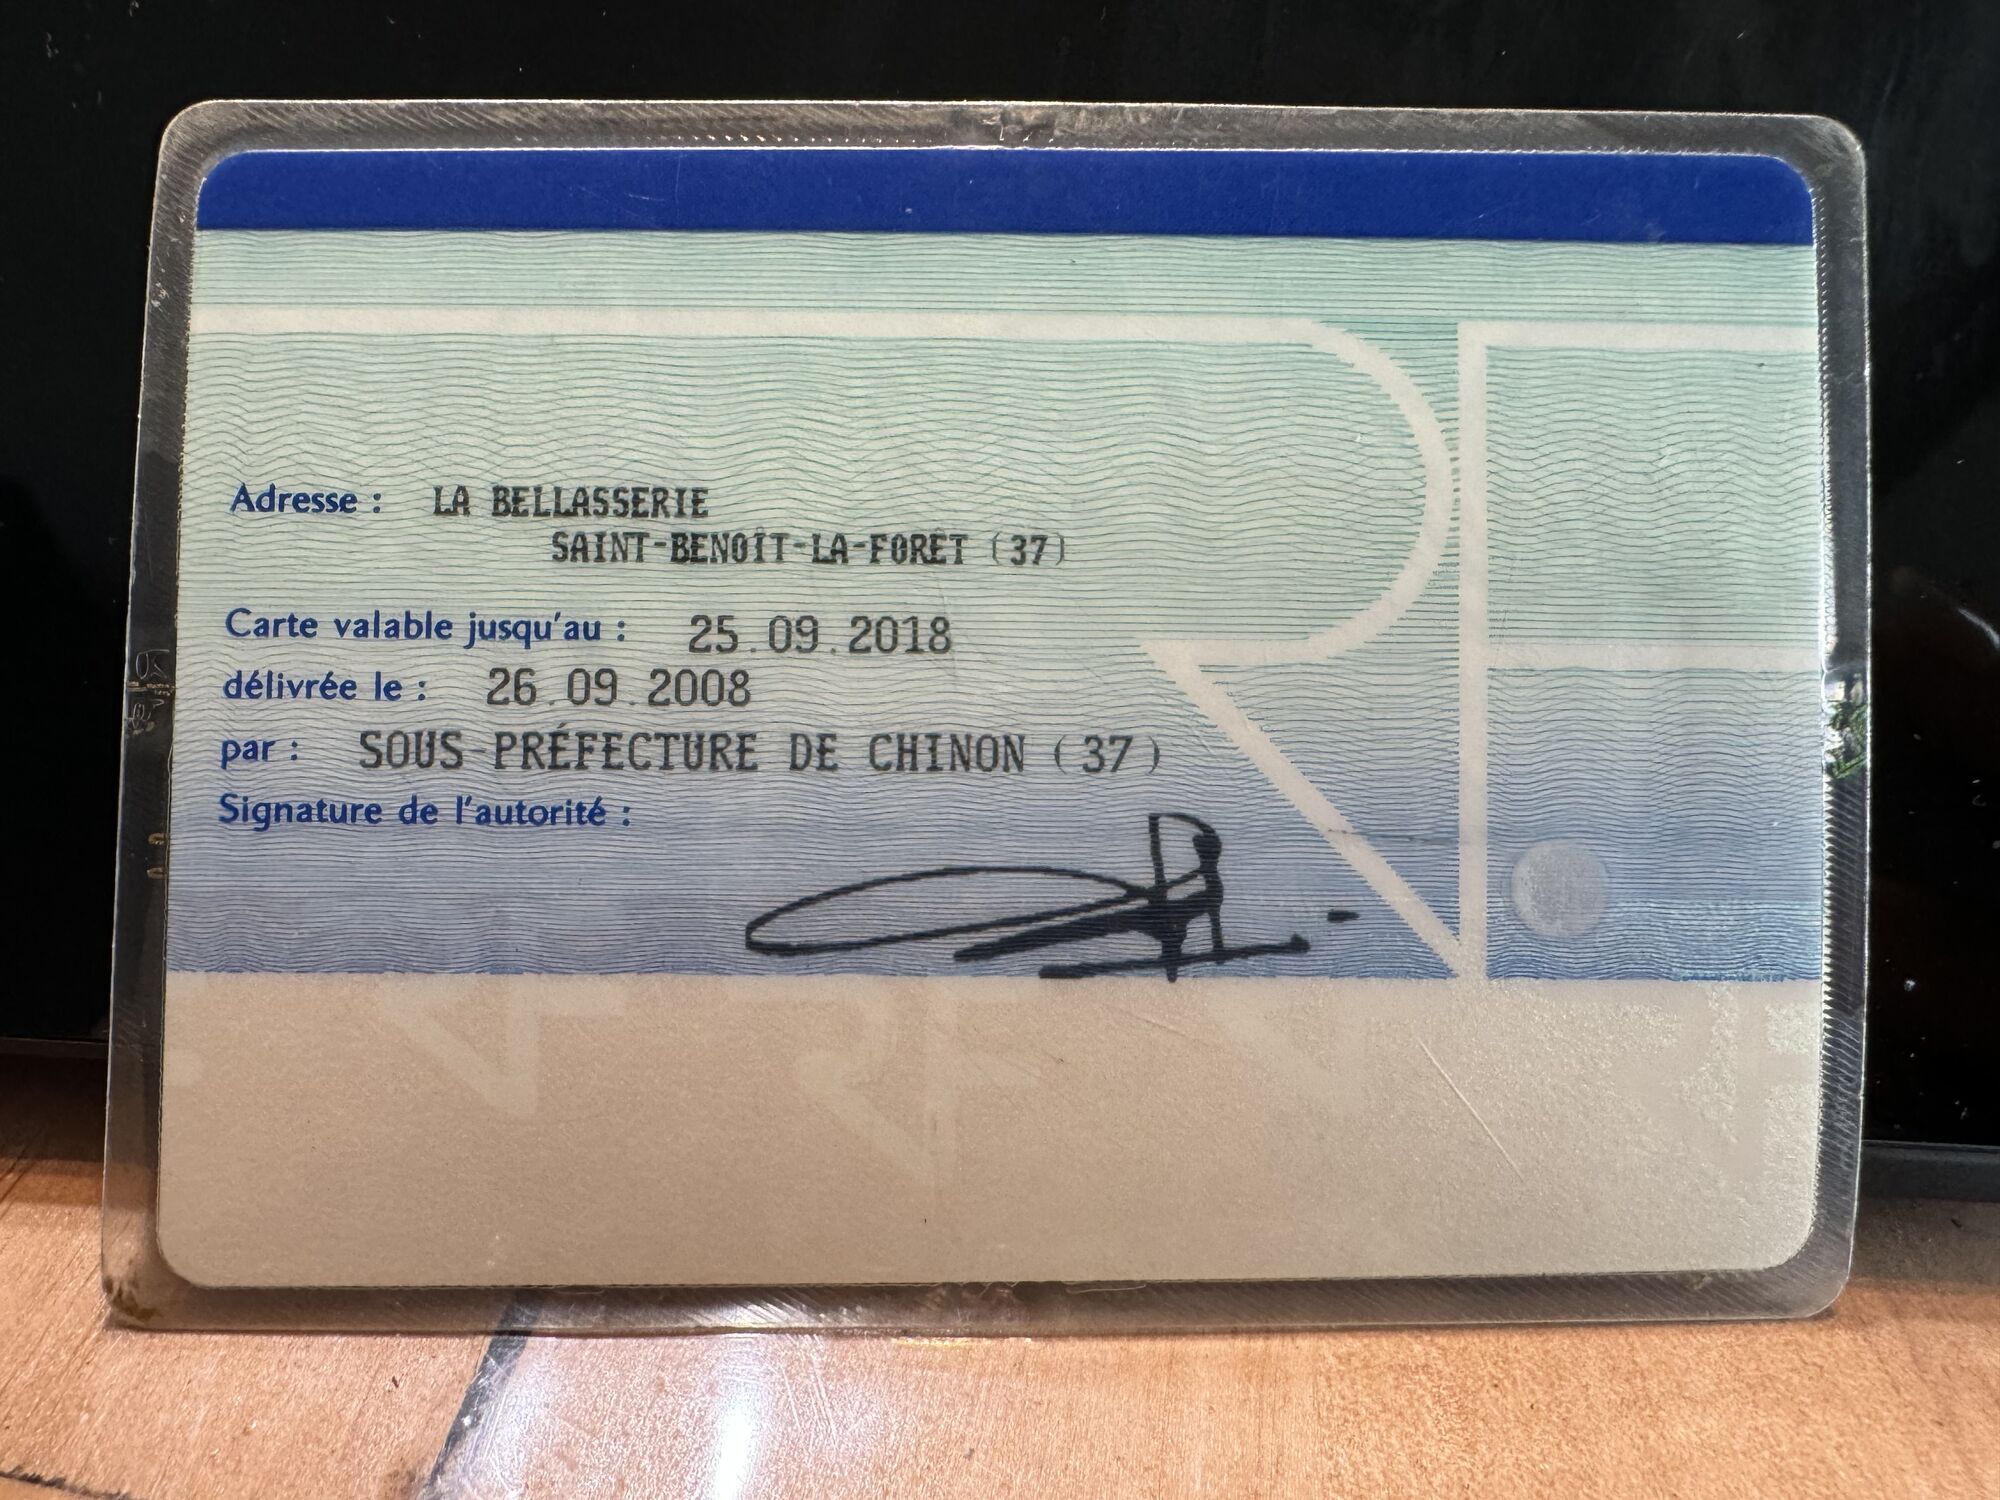 Adresse : LA BELLASSERIE
SAINT-BENOÎT-LA-FORÊT (37)
Carte valable jusqu'au : 25.09.2018
délivrée le : 26.09.2008
par : SOUS-PRÉFECTURE DE CHINON (37)
Signature de l'autorité :
RF